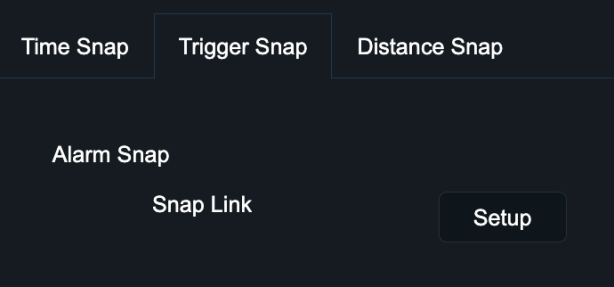 Time Snap Trigger Snap Distance Snap
Alarm Snap
Snap Link Setup